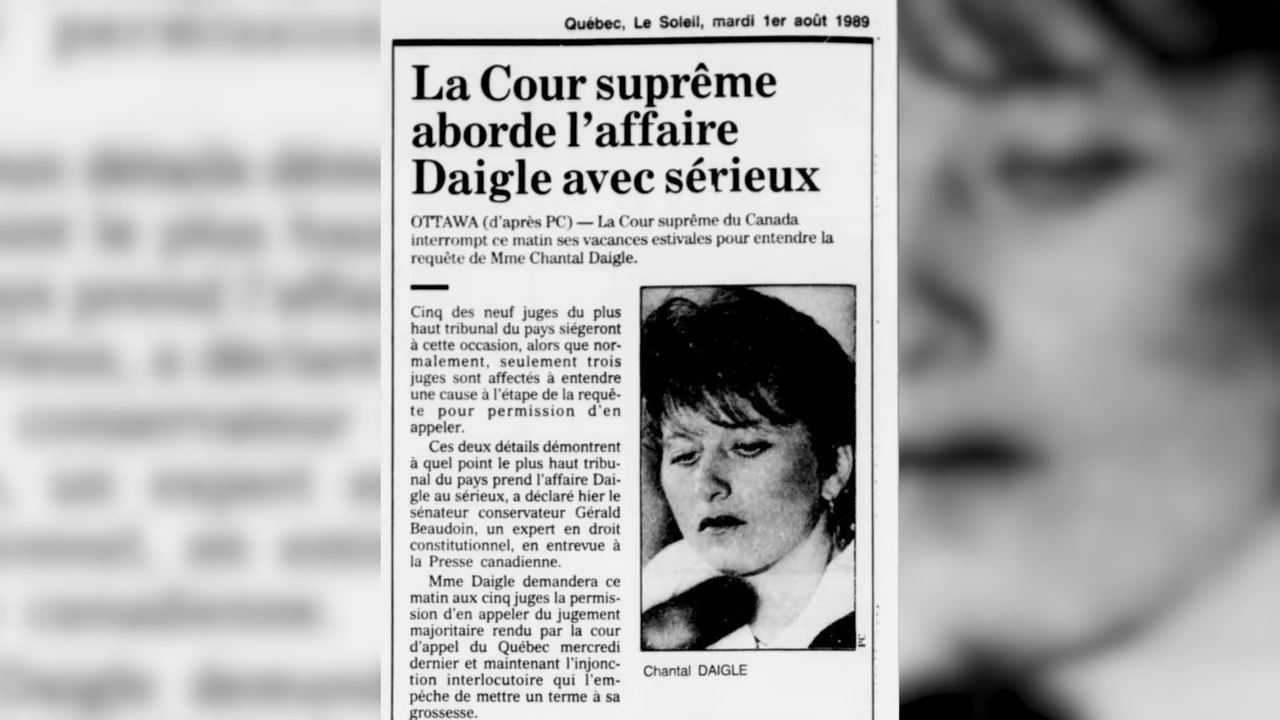 Québec, Le Soleil, mardi 1er août 1989
La Cour suprême
aborde l'affaire
Daigle avec sérieux
OTTAWA (d'après PC) — La Cour suprême du Canada
interrompt ce matin ses vacances estivales pour entendre la
requête de Mme Chantal Daigle.
Cinq des neuf juges du plus
haut tribunal du pays siégeront
à cette occasion, alors que nor-
malement, seulement trois
juges sont affectés à entendre
une cause à l'étape de la requê-
te pour permission d'en
appeler.
Ces deux détails démontrent
à quel point le plus haut tribu-
nal du pays prend l'affaire Dai-
gle au sérieux, a déclaré hier le
sénateur conservateur Gérald
Beaudoin, un expert en droit
constitutionnel, en entrevue à
la Presse canadienne.
Mme Daigle demandera ce
matin aux cinq juges la permis-
sion d'en appeler du jugement
majoritaire rendu par la cour
d'appel du Québec mercredi
dernier et maintenant l'injonc-
tion interlocutoire qui l'em-
pêche de mettre un terme à sa
grossesse.
PC
Chantal DAIGLE